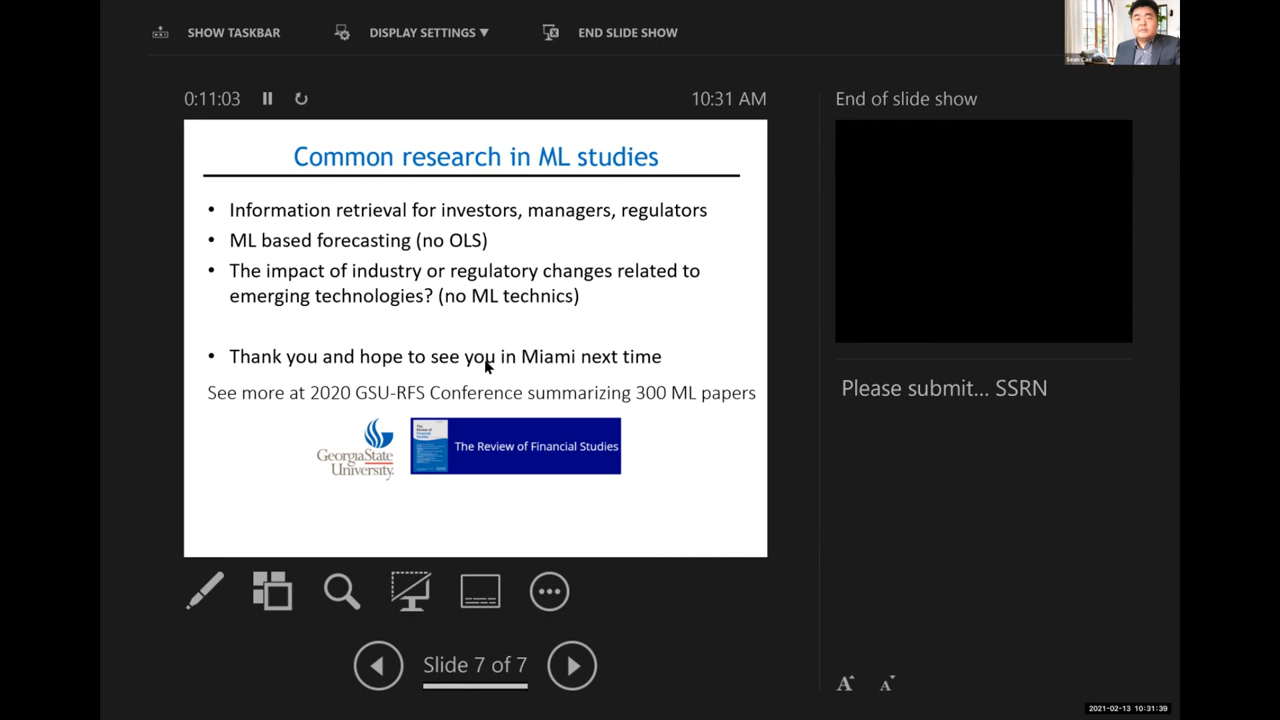 SHOW TASKBAR
DISPLAY SETTINGS ▼
END SLIDE SHOW
Sean Cao
0:11:03
10:31 AM
End of slide show
Common research in ML studies
• Information retrieval for investors, managers, regulators
• ML based forecasting (no OLS)
• The impact of industry or regulatory changes related to
emerging technologies? (no ML technics)
• Thank you and hope to see you in Miami next time
See more at 2020 GSU-RFS Conference summarizing 300 ML papers
GeorgiaState
University
The Review of Financial Studies
Please submit... SSRN
Slide 7 of 7
A A
2021-02-13 10:31:39